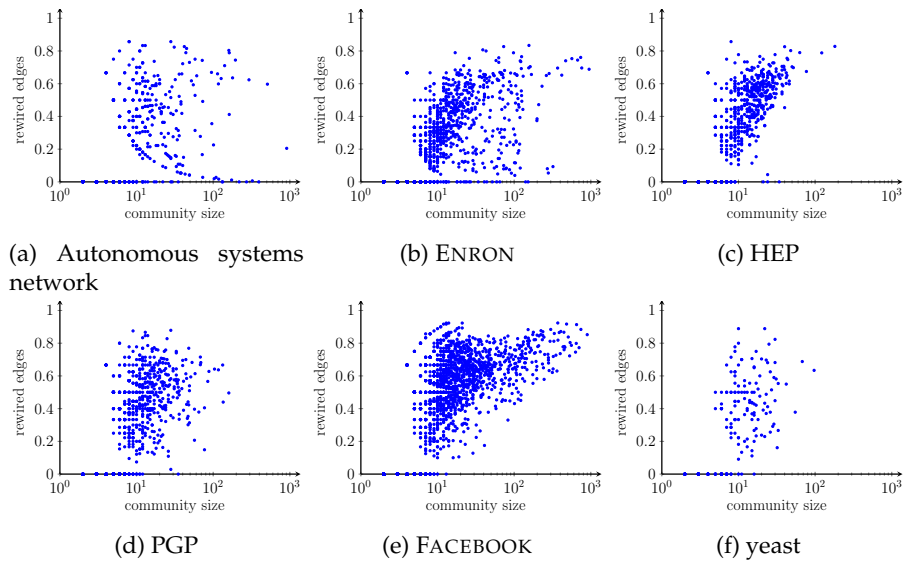 1
0.8
0.6
0.4
0.2
0
rewired edges
10^0 10^1 10^2 10^3
community size
(a) Autonomous systems
network
1
0.8
0.6
0.4
0.2
0
rewired edges
10^0 10^1 10^2 10^3
community size
(b) ENRON
1
0.8
0.6
0.4
0.2
0
rewired edges
10^0 10^1 10^2 10^3
community size
(c) HEP
1
0.8
0.6
0.4
0.2
0
rewired edges
10^0 10^1 10^2 10^3
community size
(d) PGP
1
0.8
0.6
0.4
0.2
0
rewired edges
10^0 10^1 10^2 10^3
community size
(e) FACEBOOK
1
0.8
0.6
0.4
0.2
0
rewired edges
10^0 10^1 10^2 10^3
community size
(f) yeast